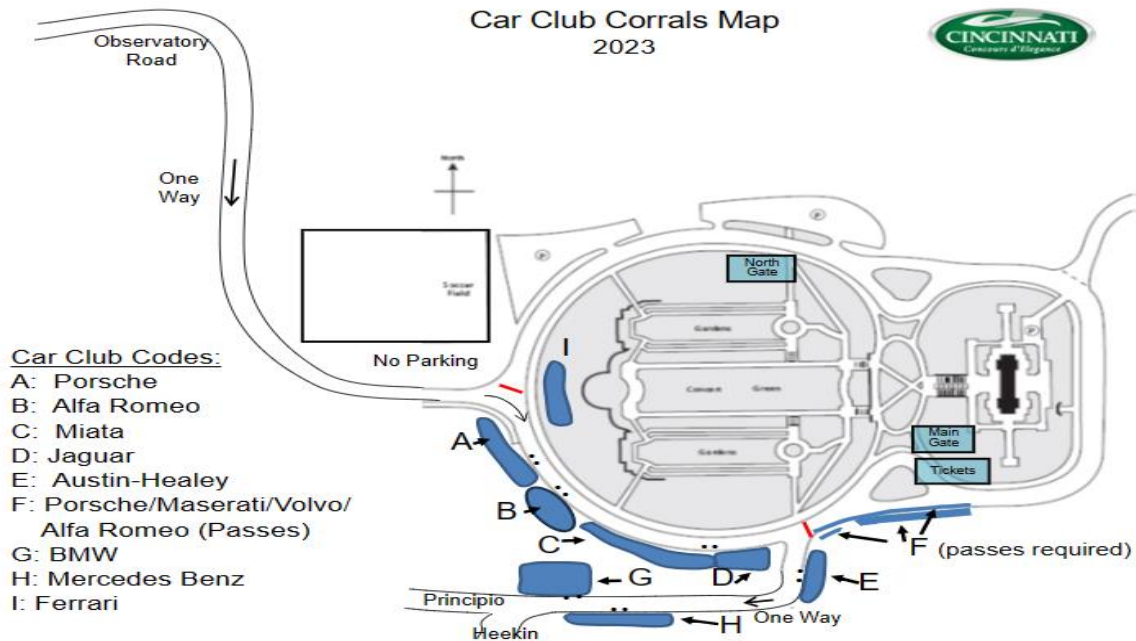 Car Club Corrals Map
2023
CINCINNATI
Concours d'Elegance
Observatory
Road
One
Way
North
P
P
North
Gate
Soccer
Field
Gardens
P
No Parking
I
Concert Green
Car Club Codes:
A: Porsche
B: Alfa Romeo
C: Miata
D: Jaguar
E: Austin-Healey
F: Porsche/Maserati/Volvo/
Alfa Romeo (Passes)
G: BMW
H: Mercedes Benz
I: Ferrari
A
Gardens
Main
Gate
Tickets
B
C
F (passes required)
G
D
E
Principio
One Way
H
Heekin